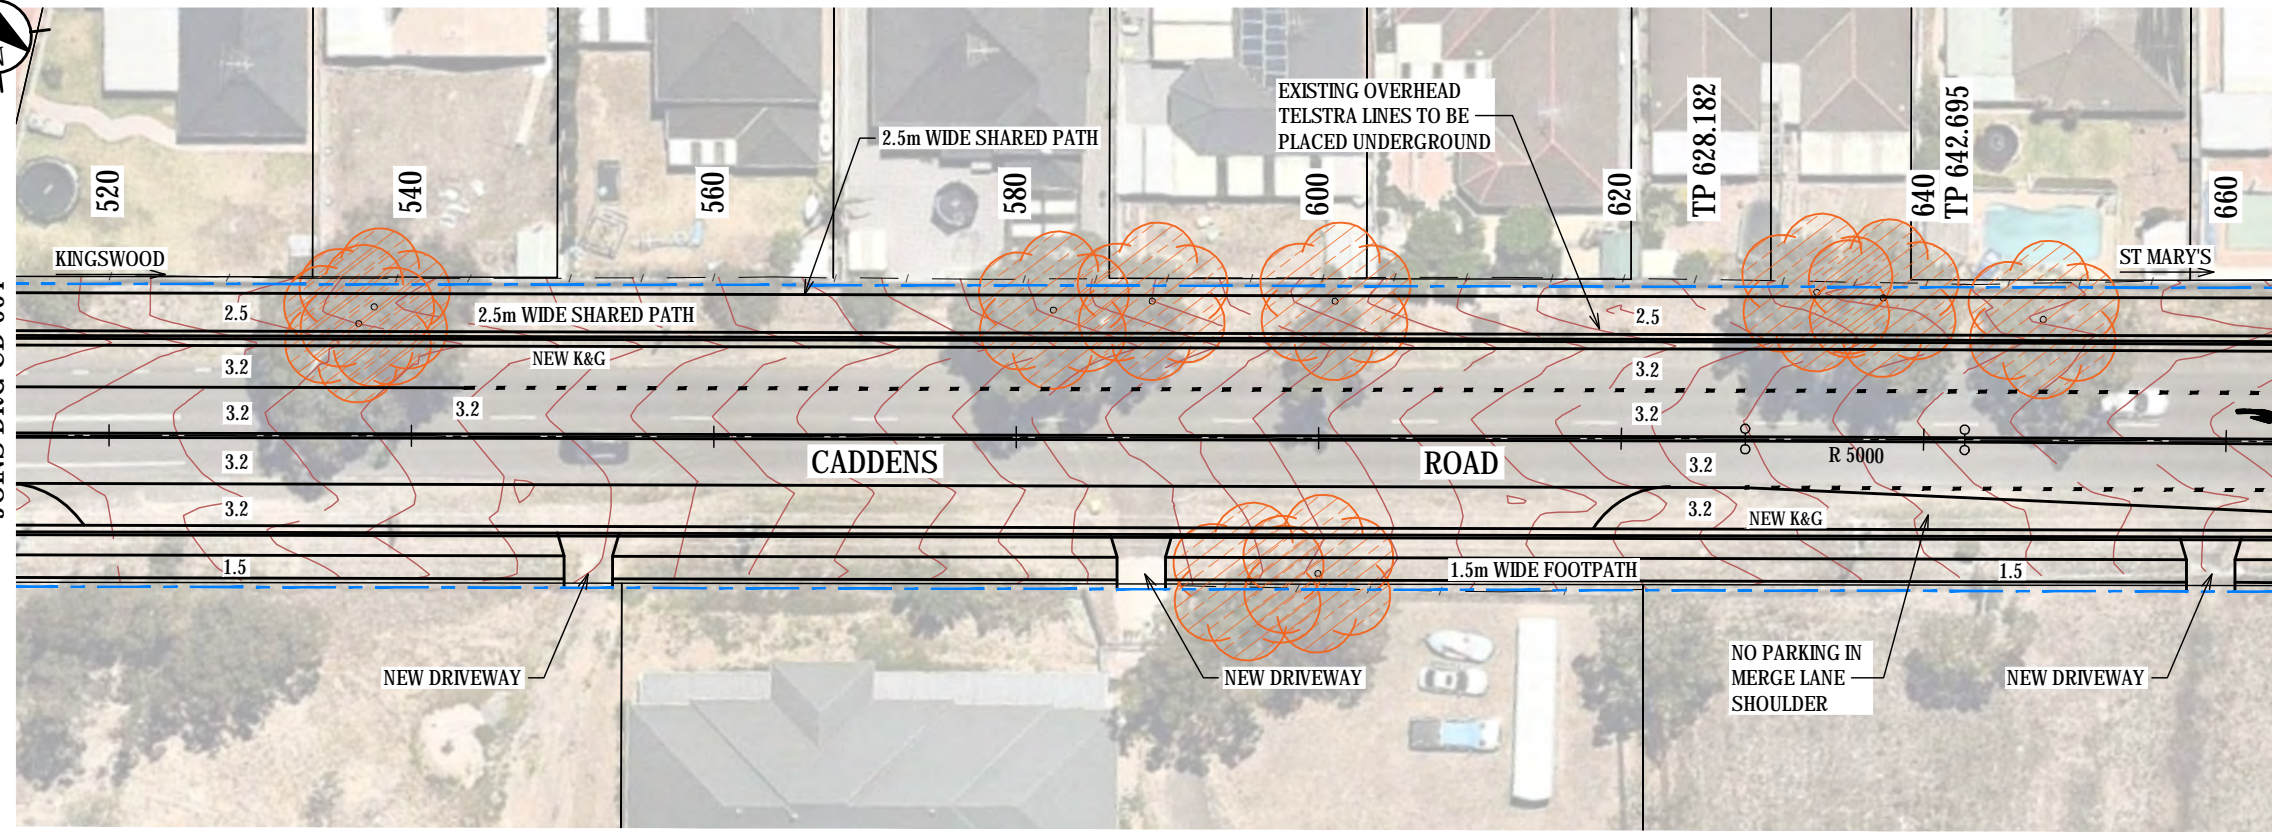 EXISTING OVERHEAD
TELSTRA LINES TO BE
PLACED UNDERGROUND
2.5m WIDE SHARED PATH
520
540
560
580
600
620
TP 628.182
640
TP 642.695
660
KINGSWOOD
ST MARY'S
2.5
2.5m WIDE SHARED PATH
2.5
NEW K&G
3.2
3.2
3.2
3.2
3.2
CADDENS
ROAD
3.2
3.2
R 5000
3.2
3.2
NEW K&G
1.5
1.5m WIDE FOOTPATH
1.5
NEW DRIVEWAY
NEW DRIVEWAY
NO PARKING IN
MERGE LANE
SHOULDER
NEW DRIVEWAY